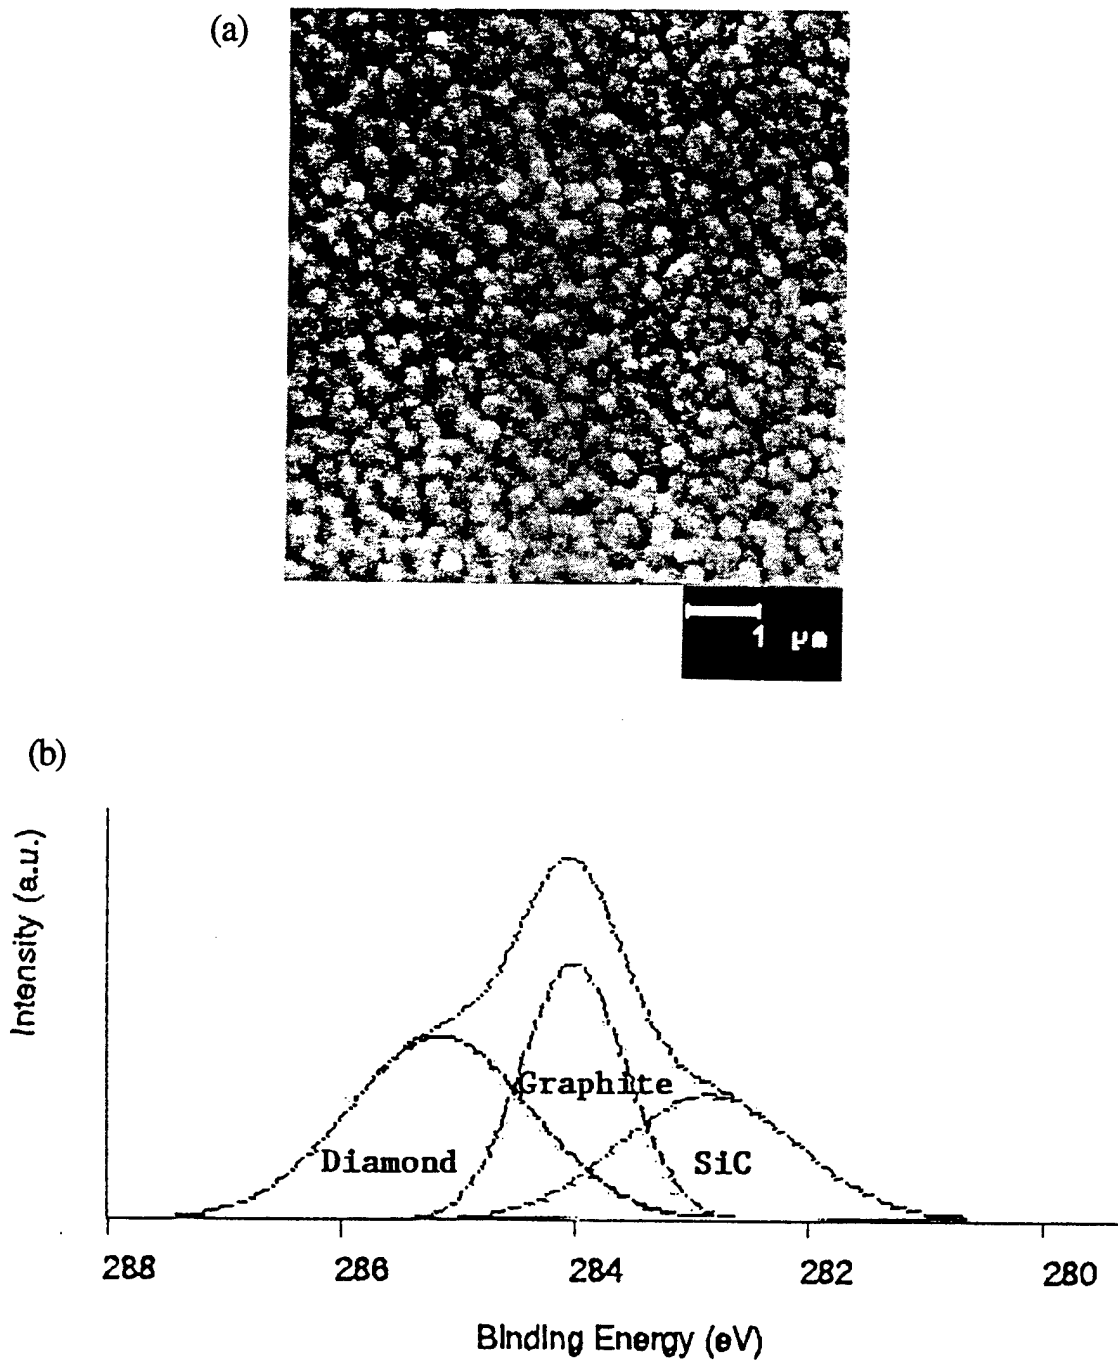 (a)
1 μm
(b)
Intensity (a.u.)
Graphite
Diamond
SiC
288 286 284 282 280
Binding Energy (eV)